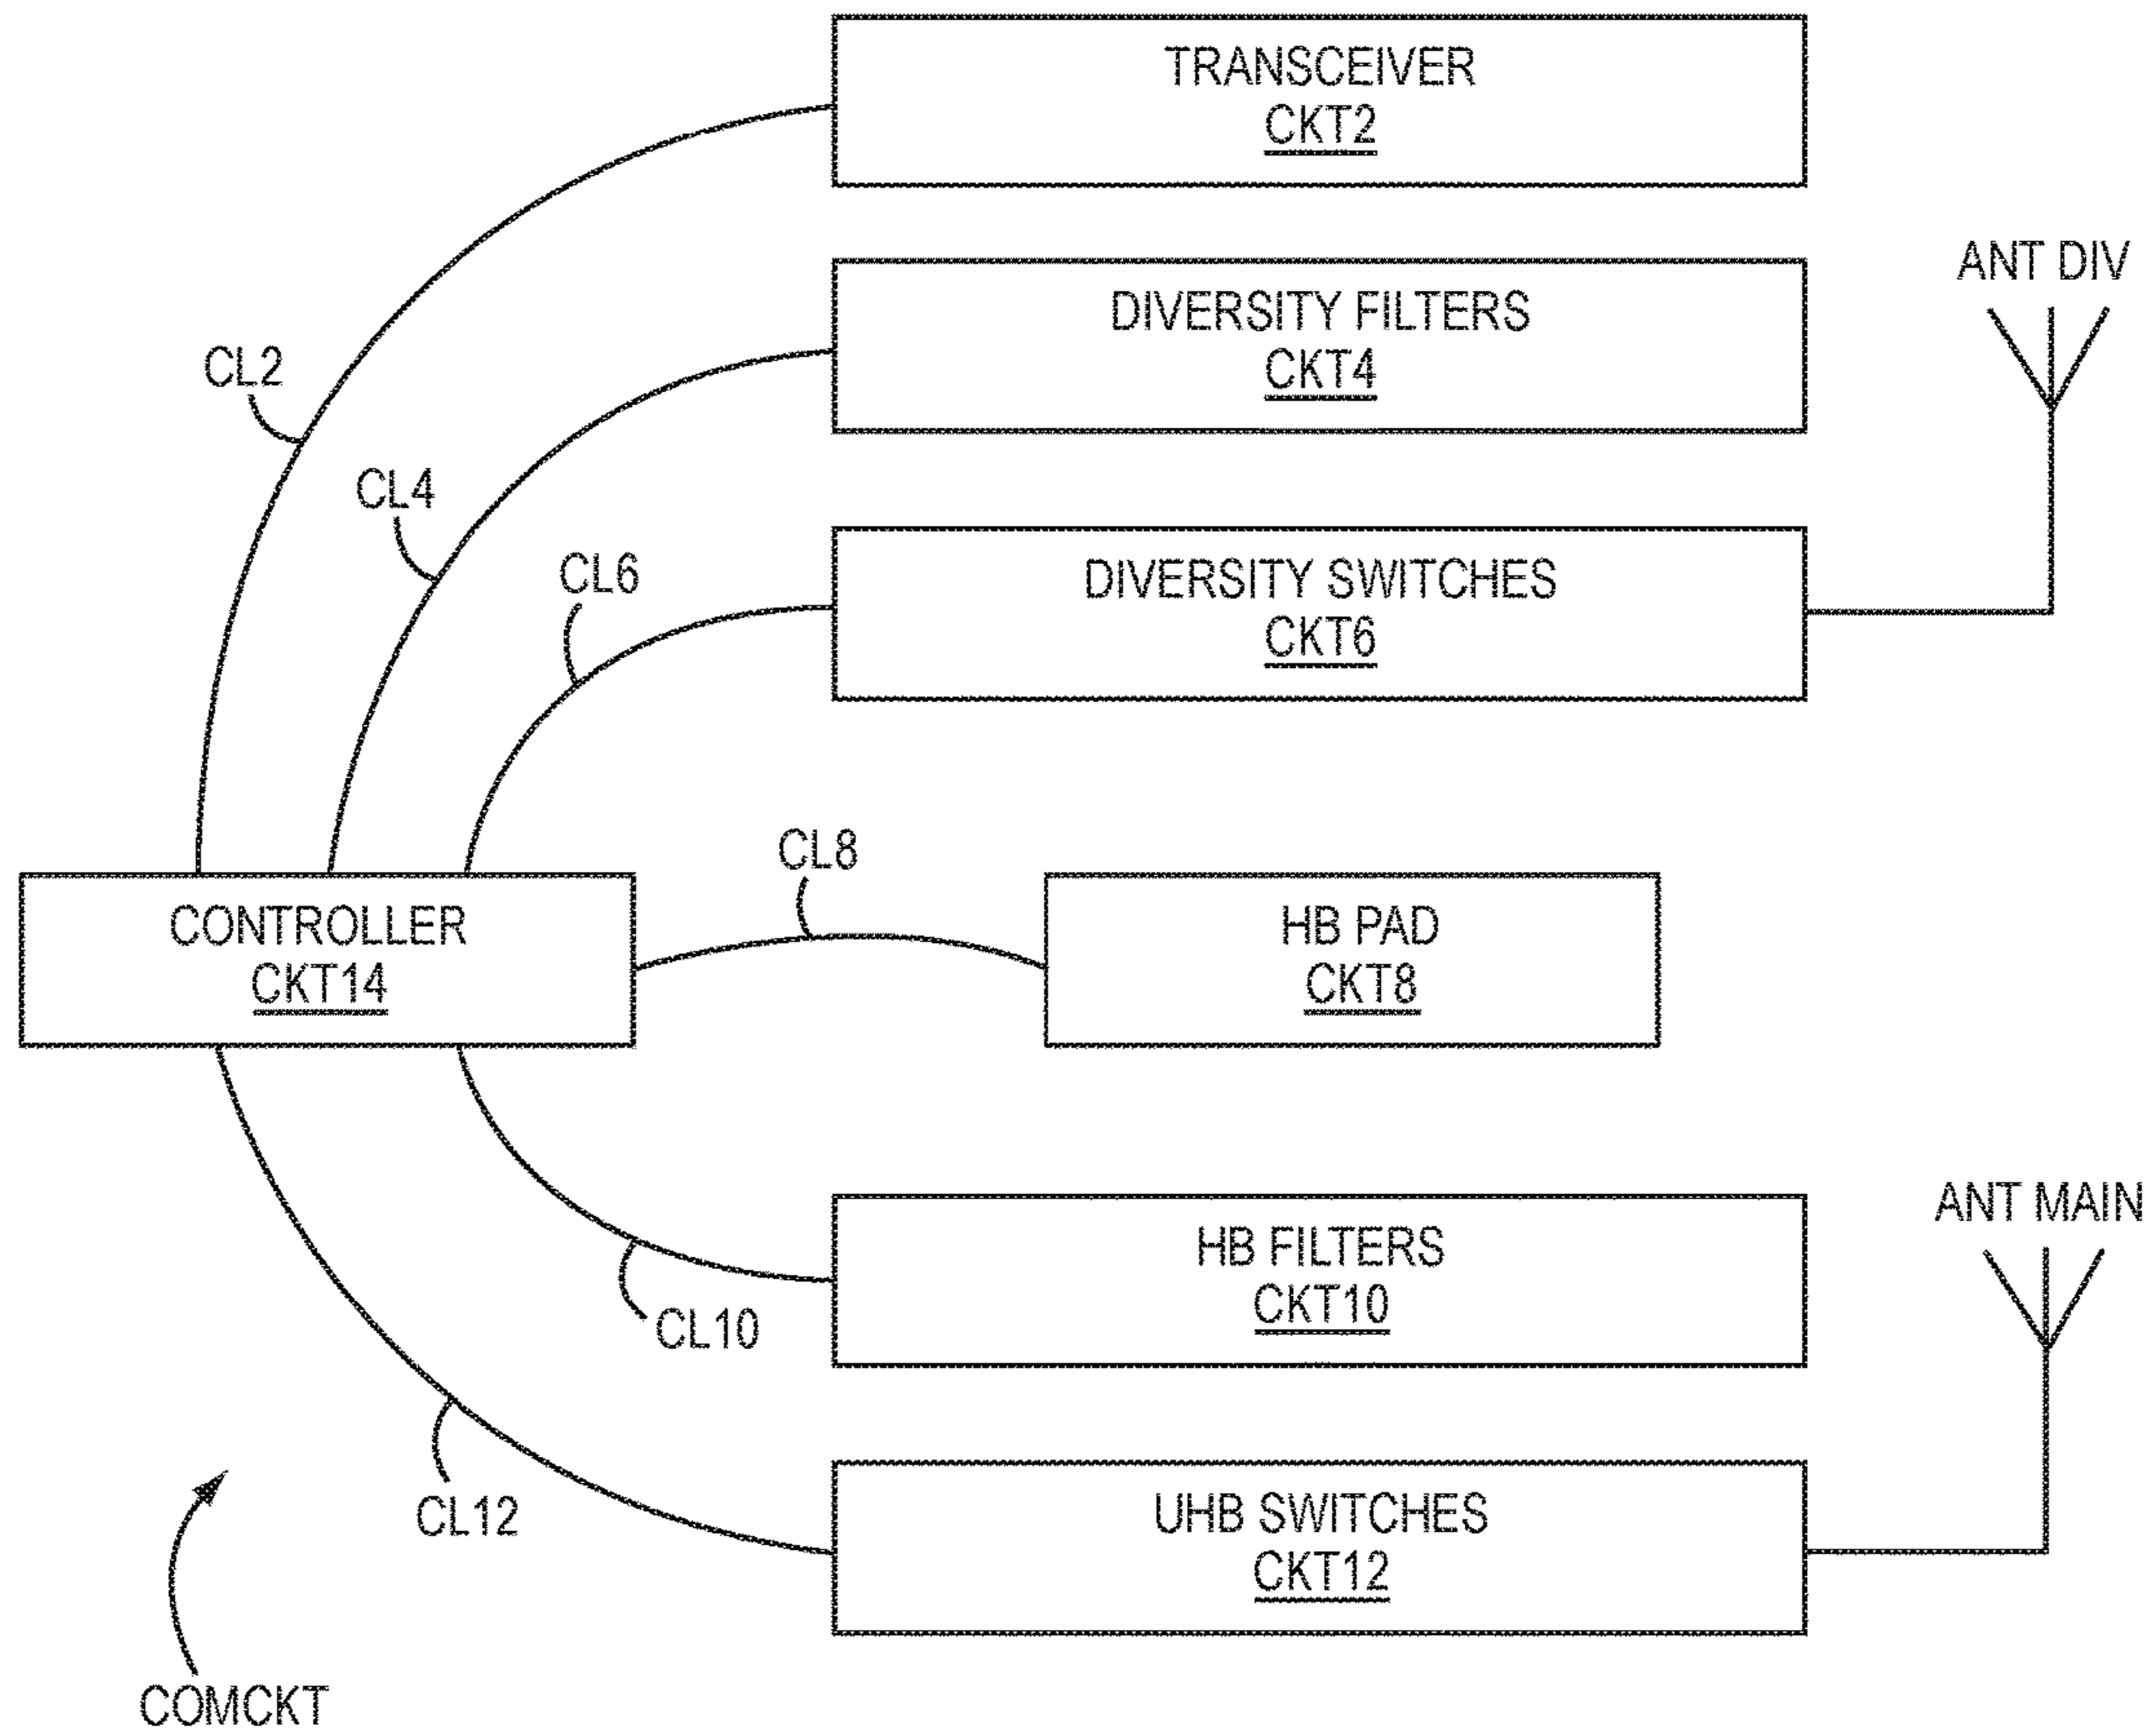 TRANSCEIVER
CKT2
ANT DIV
DIVERSITY FILTERS
CKT4
CL2
CL4
CL6
DIVERSITY SWITCHES
CKT6
CL8
CONTROLLER
CKT14
HB PAD
CKT8
ANT MAIN
HB FILTERS
CKT10
CL10
CL12
UHB SWITCHES
CKT12
COMCKT